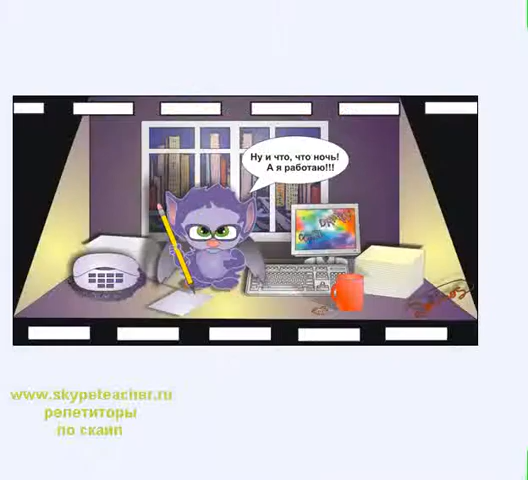 Ну и что, что ночь!
А я работаю!!!
www.skypeteacher.ru
репетиторы
по скайп